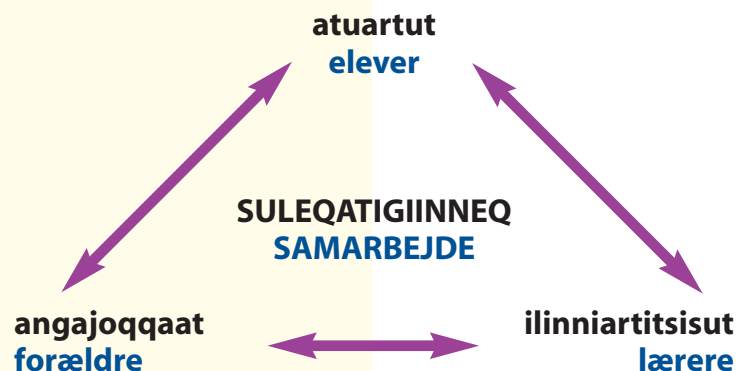 atuartut
elever
SULEQATIGIINNEQ
SAMARBEJDE
angajoqqaat
forældre
ilinniartitsisut
lærere